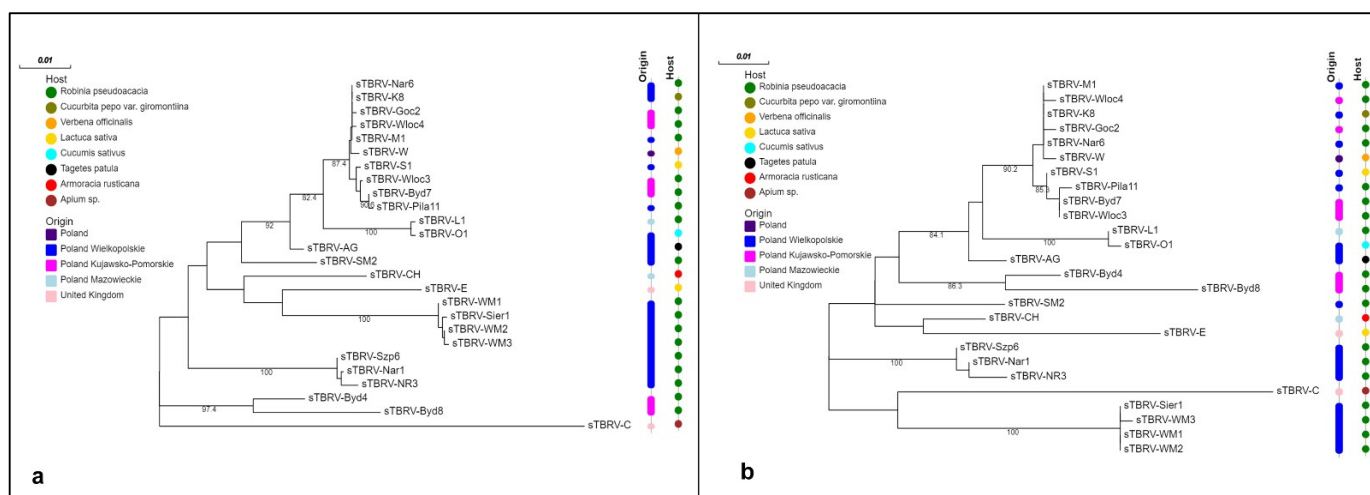 0.01
Origin
Host
Host
Robinia pseudoacacia
Cucurbita pepo var. giromontiina
Verbena officinalis
Lactuca sativa
Cucumis sativus
Tagetes patula
Armoracia rusticana
Apium sp.
Origin
Poland
Poland Wielkopolskie
Poland Kujawsko-Pomorskie
Poland Mazowieckie
United Kingdom
sTBRV-Nar6
sTBRV-K8
sTBRV-Goc2
sTBRV-Wloc4
sTBRV-M1
87.4
sTBRV-W
sTBRV-S1
sTBRV-Wloc3
sTBRV-Byd7
82.4
sTBRV-Pila11
sTBRV-L1
92
100
sTBRV-O1
sTBRV-AG
sTBRV-SM2
sTBRV-CH
sTBRV-E
sTBRV-WM1
sTBRV-Sier1
100
sTBRV-WM2
sTBRV-WM3
sTBRV-Szp6
100
sTBRV-Nar1
sTBRV-NR3
sTBRV-Byd4
97.4
sTBRV-Byd8
sTBRV-C
a
0.01
Origin
Host
Host
Robinia pseudoacacia
Cucurbita pepo var. giromontiina
Verbena officinalis
Lactuca sativa
Cucumis sativus
Tagetes patula
Armoracia rusticana
Apium sp.
Origin
Poland
Poland Wielkopolskie
Poland Kujawsko-Pomorskie
Poland Mazowieckie
United Kingdom
sTBRV-M1
sTBRV-Wloc4
sTBRV-K8
sTBRV-Goc2
sTBRV-Nar6
sTBRV-W
90.2
sTBRV-S1
sTBRV-Pila11
85.3
sTBRV-Byd7
sTBRV-Wloc3
sTBRV-L1
84.1
100
sTBRV-O1
sTBRV-AG
sTBRV-Byd4
86.3
sTBRV-Byd8
sTBRV-SM2
sTBRV-CH
sTBRV-E
sTBRV-Szp6
100
sTBRV-Nar1
sTBRV-NR3
sTBRV-C
sTBRV-Sier1
sTBRV-WM3
100
sTBRV-WM1
sTBRV-WM2
b